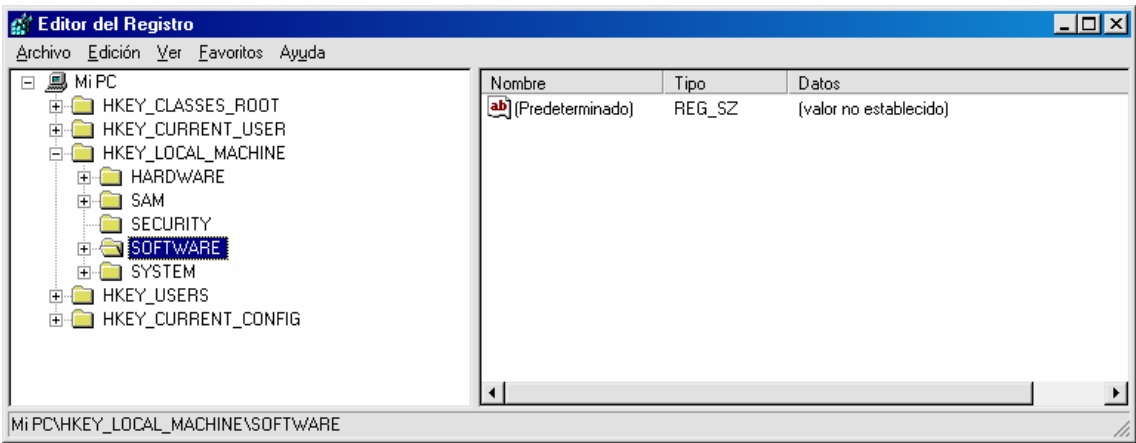 Editor del Registro
Archivo Edición Ver Favoritos Ayuda
Mi PC
HKEY_CLASSES_ROOT
HKEY_CURRENT_USER
HKEY_LOCAL_MACHINE
HARDWARE
SAM
SECURITY
SOFTWARE
SYSTEM
HKEY_USERS
HKEY_CURRENT_CONFIG
Nombre Tipo Datos
ab (Predeterminado) REG_SZ (valor no establecido)
Mi PC\HKEY_LOCAL_MACHINE\SOFTWARE